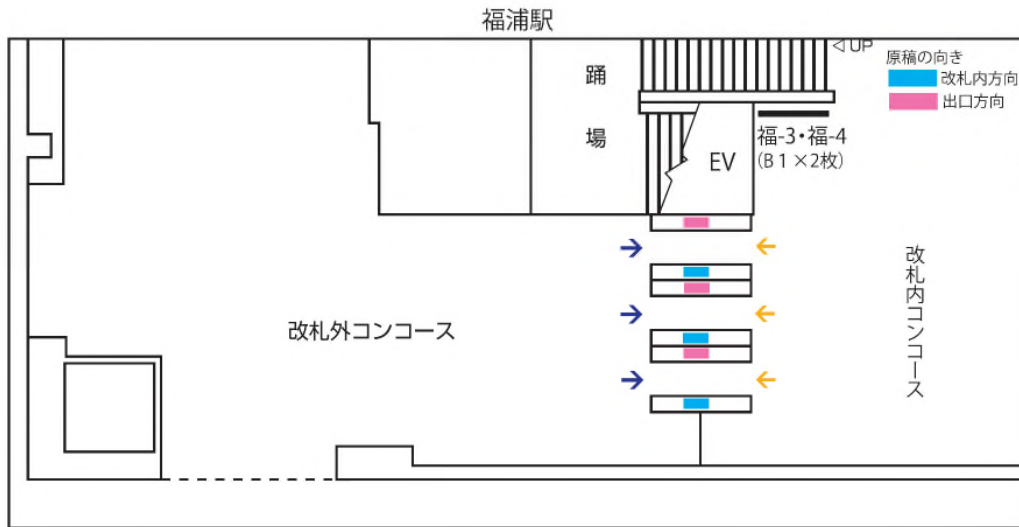 福浦駅
◁ UP
原稿の向き
改札内方向
出口方向
踊場
EV
福-3・福-4
(B1×2枚)
改札外コンコース
改札内コンコース